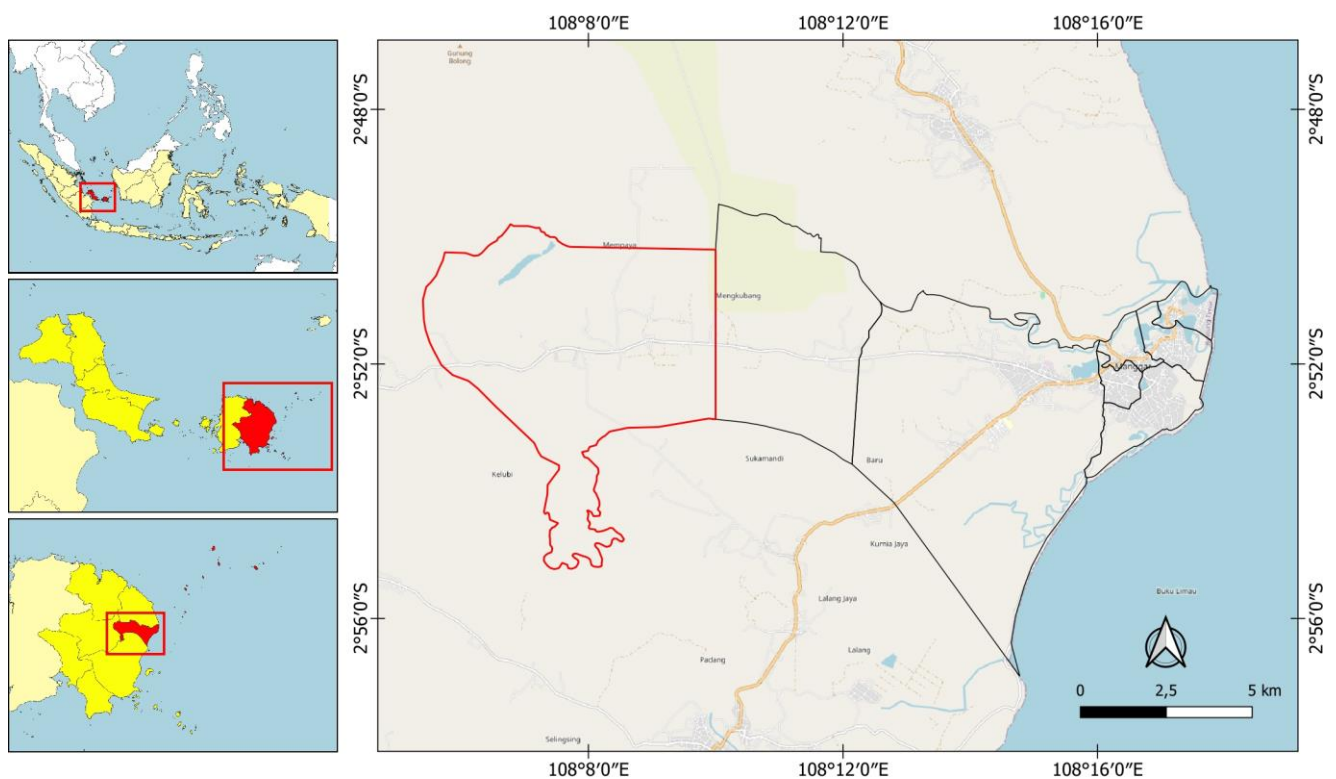 108°8′0″E 108°12′0″E 108°16′0″E
Gunung
Bolong
2°48′0″S 2°48′0″S
Mempaya
Mengkubang
2°52′0″S 2°52′0″S
Manggar
Kelubi
Sukamandi
Baru
Kurnia Jaya
Buku Limau
Lalang Jaya
2°56′0″S 2°56′0″S
Lalang
Padang
0 2,5 5 km
Selingsing
108°8′0″E 108°12′0″E 108°16′0″E